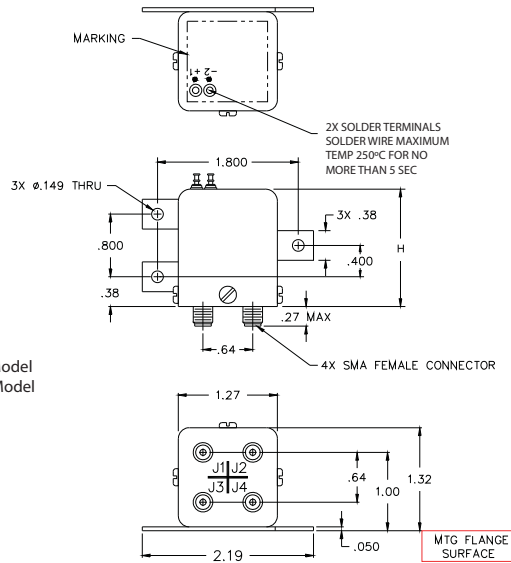 MARKING
1+ 2-
2X SOLDER TERMINALS
SOLDER WIRE MAXIMUM
TEMP 250ºC FOR NO
MORE THAN 5 SEC
1.800
3X ø.149 THRU
3X .38
.800
H
.400
.38
.27 MAX
.64
4X SMA FEMALE CONNECTOR
1.27
J1 J2
J3 J4
.64
1.00
1.32
.050
2.19
MTG FLANGE
SURFACE